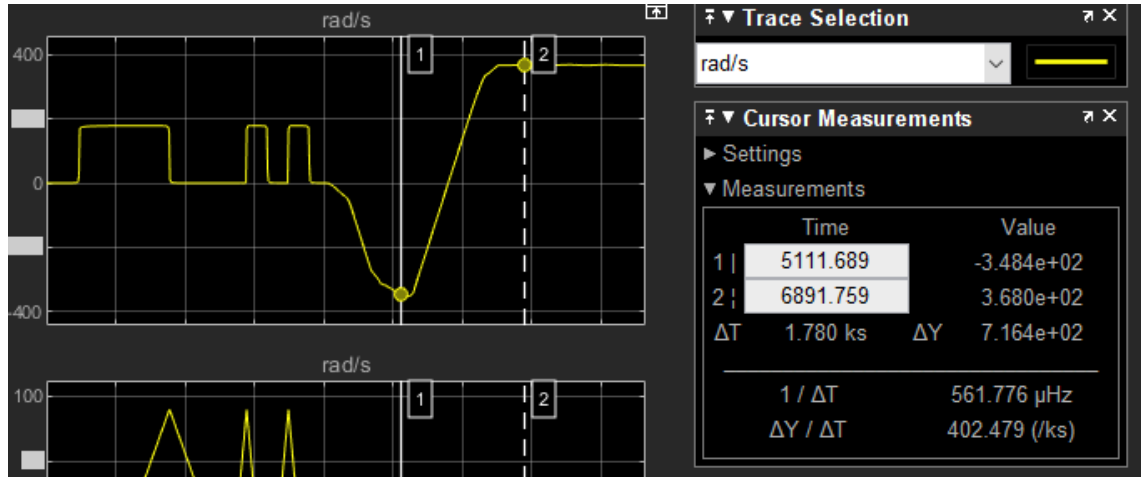 rad/s
400
0
-400
1
2
rad/s
100
1
2
Trace Selection
rad/s
Cursor Measurements
Settings
Measurements
Time Value
1 | 5111.689 -3.484e+02
2 ¦ 6891.759 3.680e+02
ΔT 1.780 ks ΔY 7.164e+02
1 / ΔT 561.776 µHz
ΔY / ΔT 402.479 (/ks)